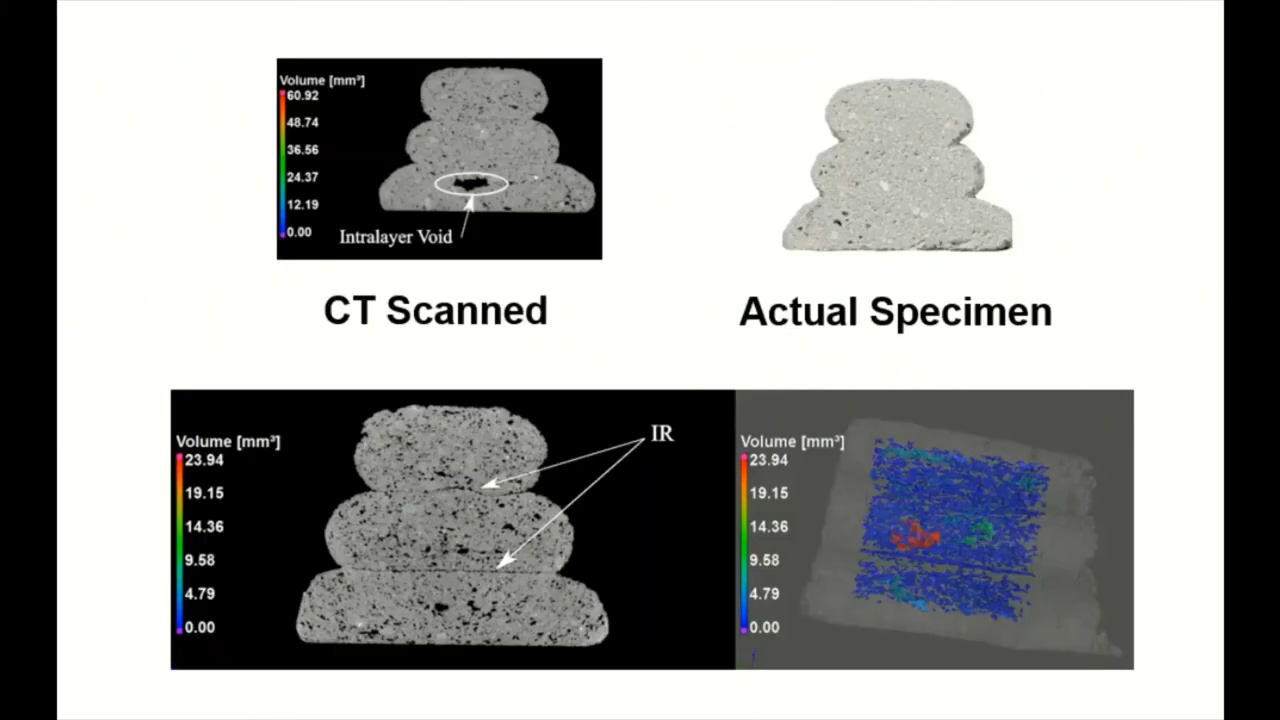 Volume [mm³]
60.92
48.74
36.56
24.37
12.19
0.00
Intralayer Void
CT Scanned
Actual Specimen
Volume [mm³]
23.94
19.15
14.36
9.58
4.79
0.00
IR
Volume [mm³]
23.94
19.15
14.36
9.58
4.79
0.00